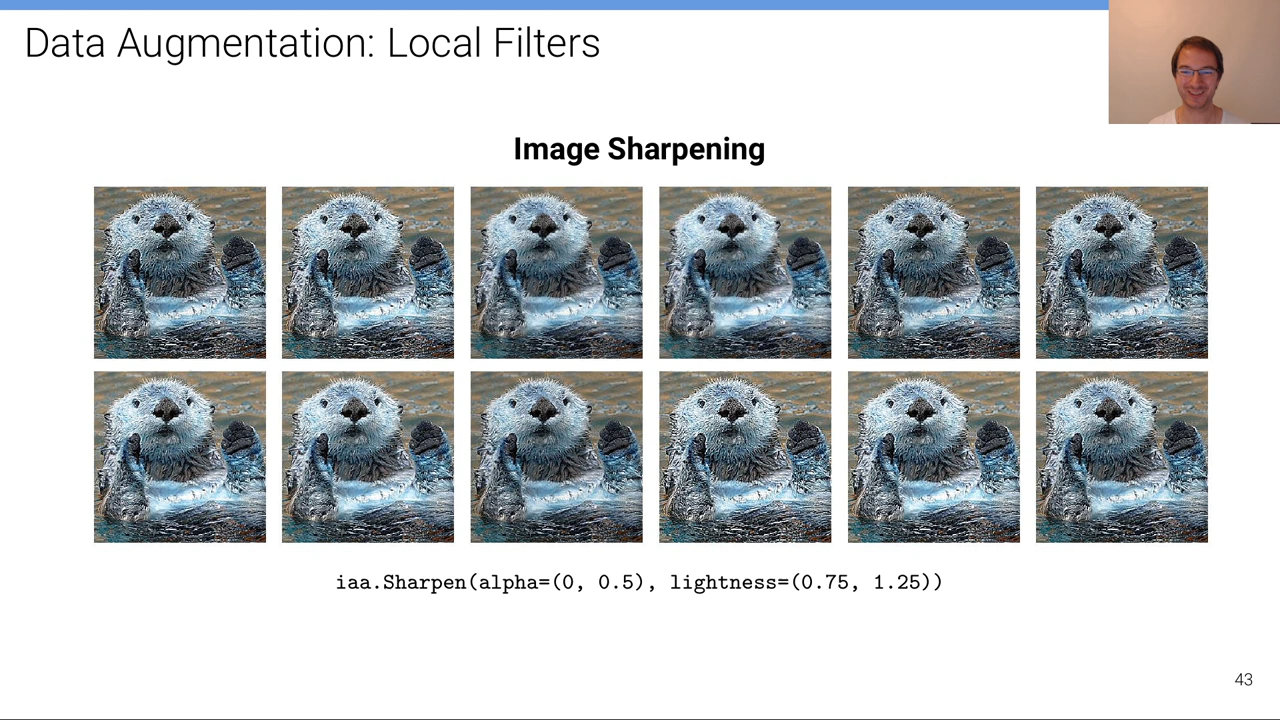 Data Augmentation: Local Filters
Image Sharpening
iaa.Sharpen(alpha=(0, 0.5), lightness=(0.75, 1.25))
43